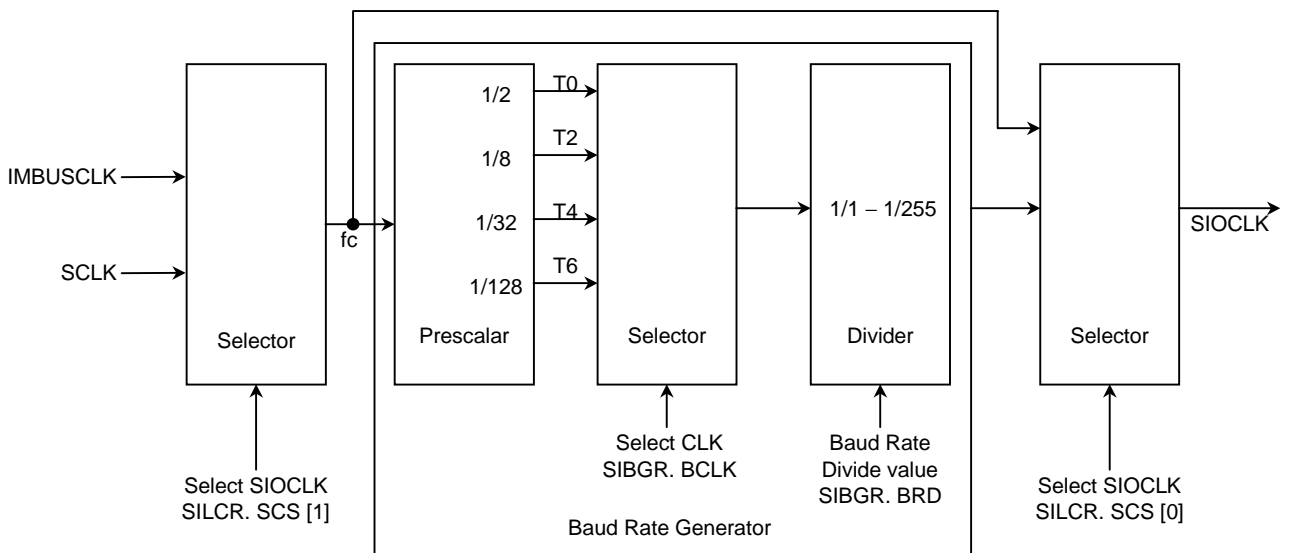 IMBUSCLK
SCLK
Selector
Select SIOCLK
SILCR. SCS [1]
fc
1/2
1/8
1/32
1/128
Prescalar
T0
T2
T4
T6
Selector
Select CLK
SIBGR. BCLK
1/1 – 1/255
Divider
Baud Rate
Divide value
SIBGR. BRD
Baud Rate Generator
Selector
Select SIOCLK
SILCR. SCS [0]
SIOCLK